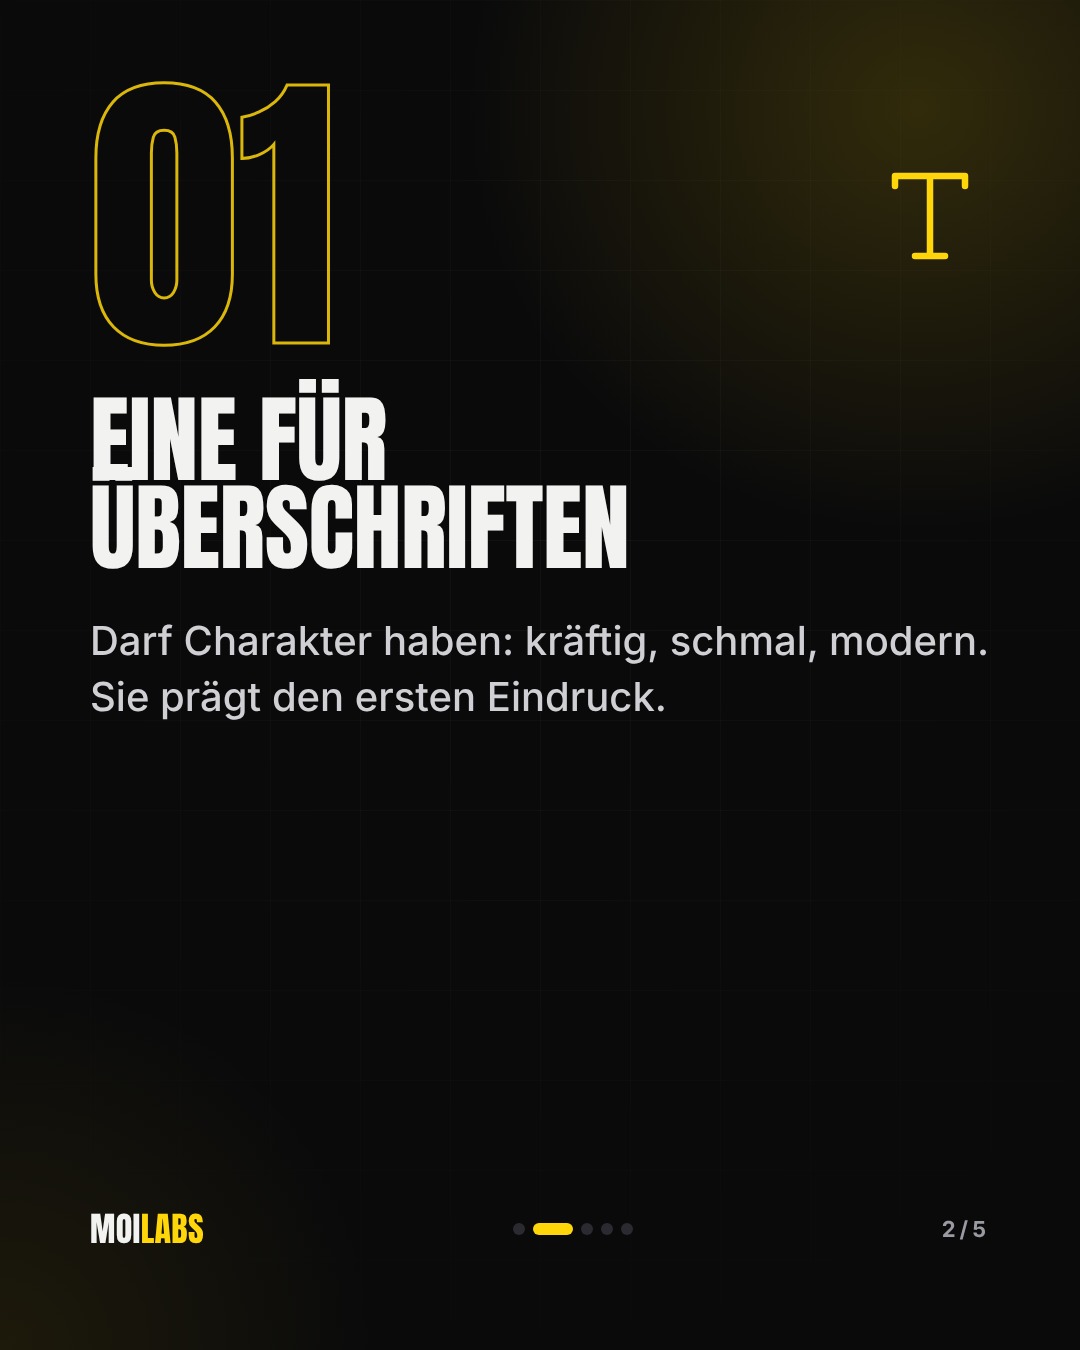 01
T
EINE FÜR
ÜBERSCHRIFTEN
Darf Charakter haben: kräftig, schmal, modern.
Sie prägt den ersten Eindruck.
MOILABS
2/5